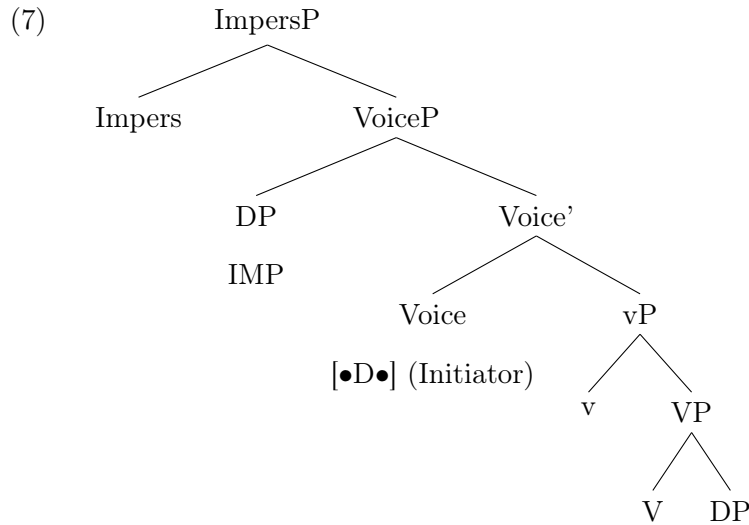 (7) ImpersP
Impers VoiceP
DP Voice'
IMP
Voice vP
[●D●] (Initiator)
v VP
V DP